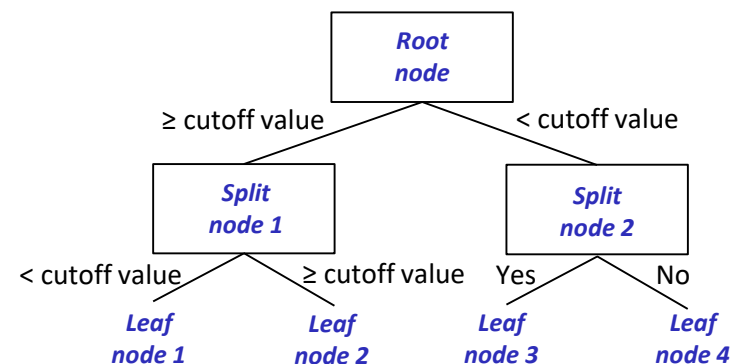 Root
node
≥ cutoff value
< cutoff value
Split
node 1
Split
node 2
< cutoff value
≥ cutoff value
Yes
No
Leaf
node 1
Leaf
node 2
Leaf
node 3
Leaf
node 4